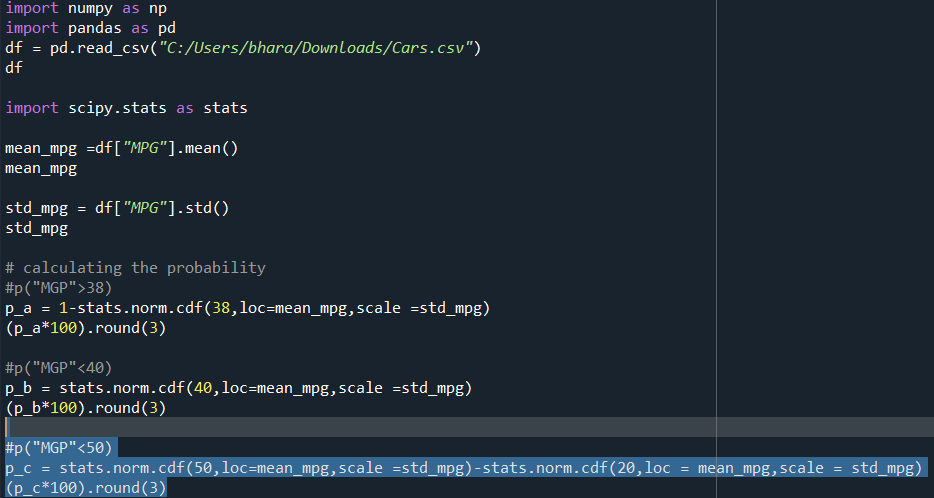 import numpy as np
import pandas as pd
df = pd.read_csv("C:/Users/bhara/Downloads/Cars.csv")
df
import scipy.stats as stats
mean_mpg =df["MPG"].mean()
mean_mpg
std_mpg = df["MPG"].std()
std_mpg
# calculating the probability
#p("MGP">38)
p_a = 1-stats.norm.cdf(38,loc=mean_mpg,scale =std_mpg)
(p_a*100).round(3)
#p("MGP"<40)
p_b = stats.norm.cdf(40,loc=mean_mpg,scale =std_mpg)
(p_b*100).round(3)
#p("MGP"<50)
p_c = stats.norm.cdf(50,loc=mean_mpg,scale =std_mpg)-stats.norm.cdf(20,loc = mean_mpg,scale = std_mpg)
(p_c*100).round(3)